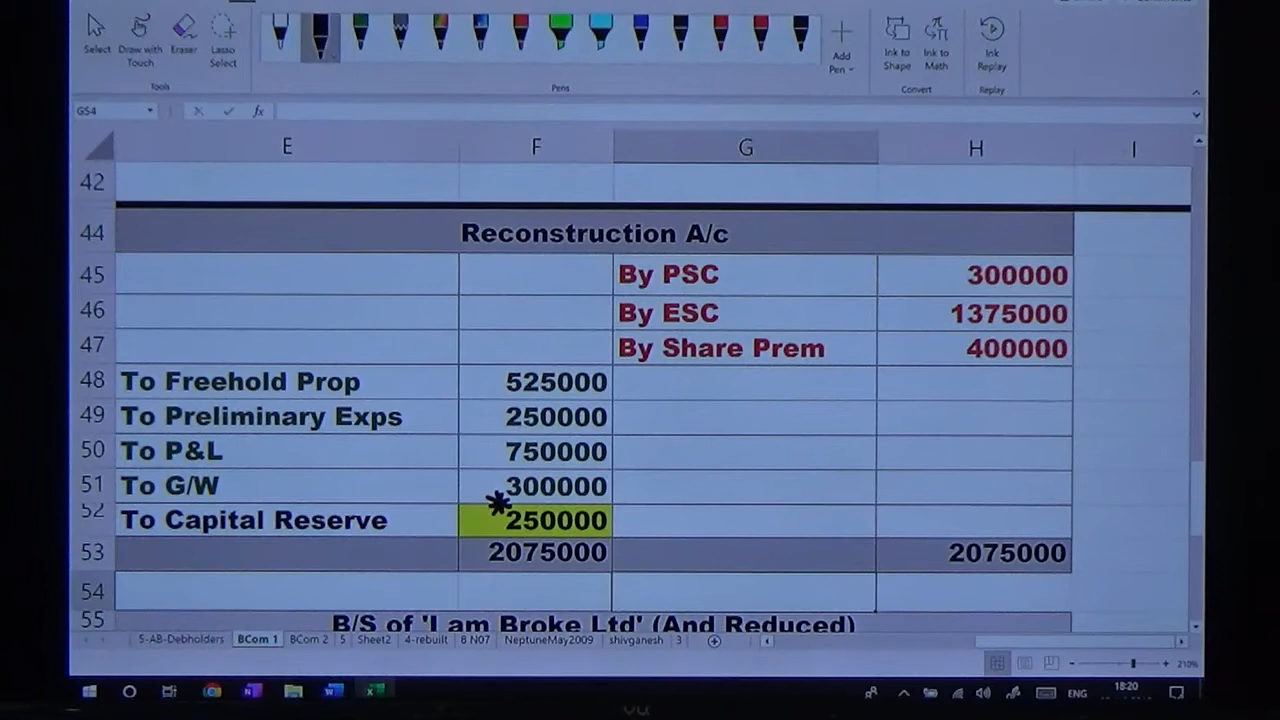 Select
Draw with
Touch
Eraser
Lasso
Select
Tools
Pens
Add
Pen
Ink to
Shape
Ink to
Math
Convert
Ink
Replay
Replay
G54
fx
E F G H I
42
44 Reconstruction A/c
45 By PSC 300000
46 By ESC 1375000
47 By Share Prem 400000
48 To Freehold Prop 525000
49 To Preliminary Exps 250000
50 To P&L 750000
51 To G/W 300000
52 To Capital Reserve 250000
53 2075000 2075000
54
55 B/S of 'I am Broke Ltd' (And Reduced)
5-AB-Debholders BCom 1 BCom 2 5 Sheet2 4-rebuilt 8 N07 NeptuneMay2009 shivganesh 3
210%
ENG
18:20